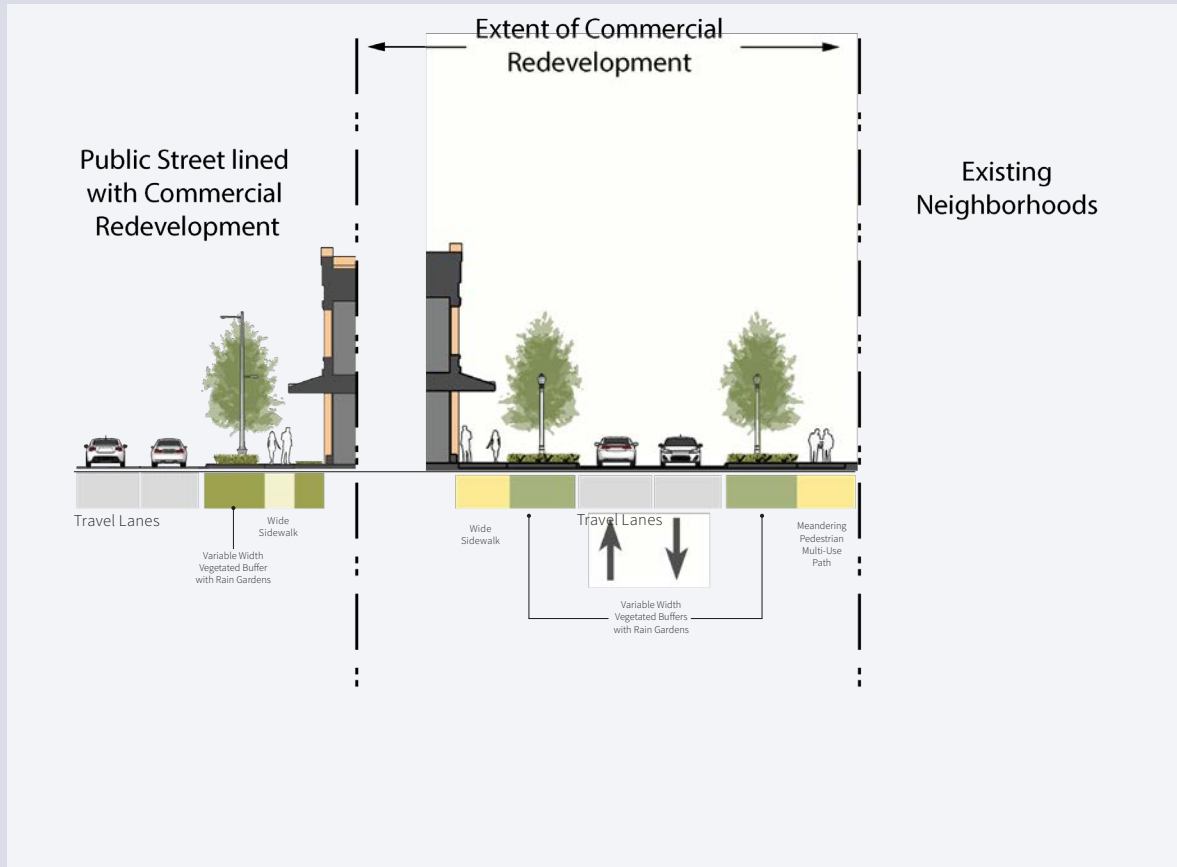 Extent of Commercial
Redevelopment
Public Street lined
with Commercial
Redevelopment
Existing
Neighborhoods
Travel Lanes
Wide
Sidewalk
Variable Width
Vegetated Buffer
with Rain Gardens
Wide
Sidewalk
Travel Lanes
Meandering
Pedestrian
Multi-Use
Path
Variable Width
Vegetated Buffers
with Rain Gardens